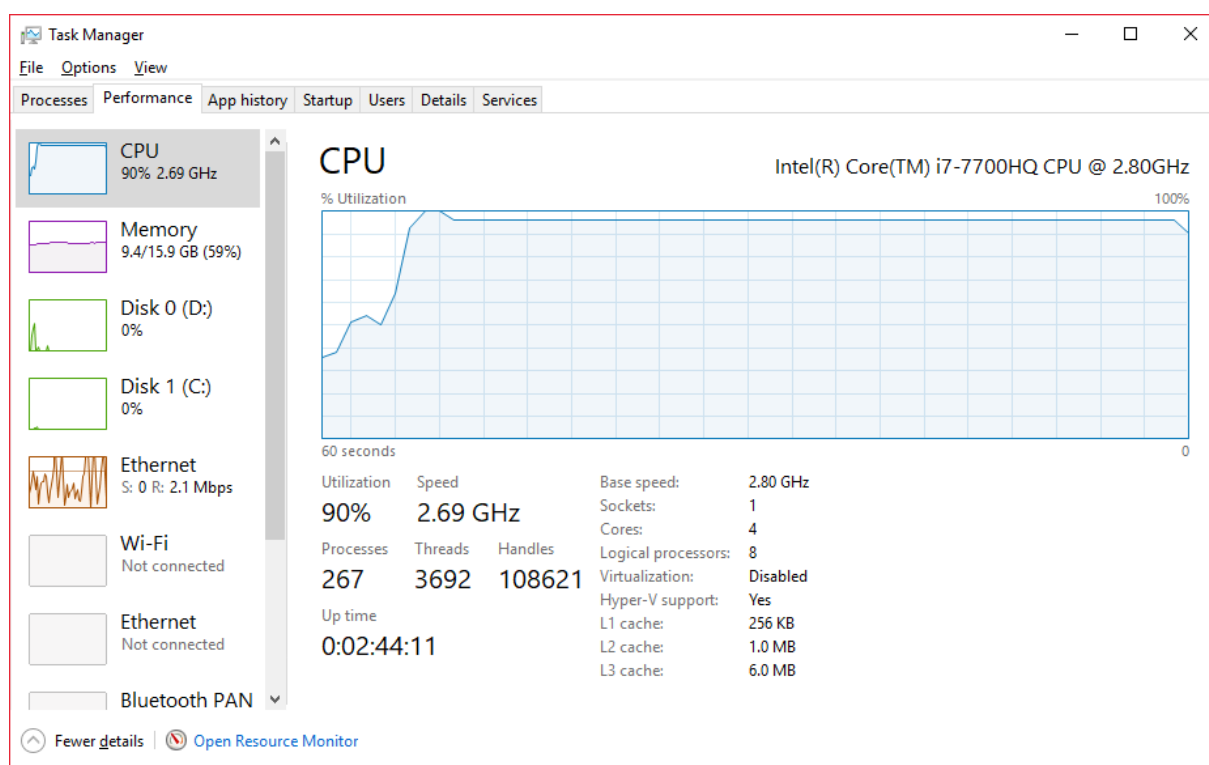 Task Manager
File Options View
Processes Performance App history Startup Users Details Services
CPU
90% 2.69 GHz
Memory
9.4/15.9 GB (59%)
Disk 0 (D:)
0%
Disk 1 (C:)
0%
Ethernet
S: 0 R: 2.1 Mbps
Wi-Fi
Not connected
Ethernet
Not connected
Bluetooth PAN
CPU Intel(R) Core(TM) i7-7700HQ CPU @ 2.80GHz
% Utilization 100%
60 seconds 0
Utilization Speed
90% 2.69 GHz
Processes Threads Handles
267 3692 108621
Up time
0:02:44:11
Base speed: 2.80 GHz
Sockets: 1
Cores: 4
Logical processors: 8
Virtualization: Disabled
Hyper-V support: Yes
L1 cache: 256 KB
L2 cache: 1.0 MB
L3 cache: 6.0 MB
Fewer details Open Resource Monitor